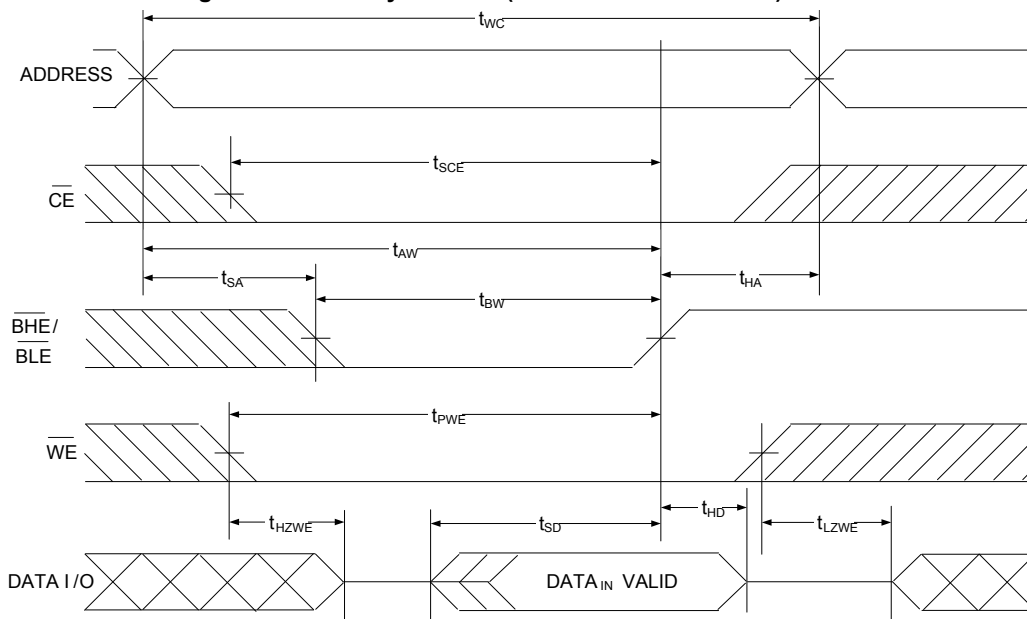 tWC
ADDRESS
tSCE
CE
tAW
tSA
tHA
tBW
BHE/
BLE
tPWE
WE
tHZWE
tSD
tHD
tLZWE
DATA I/O
DATAIN VALID